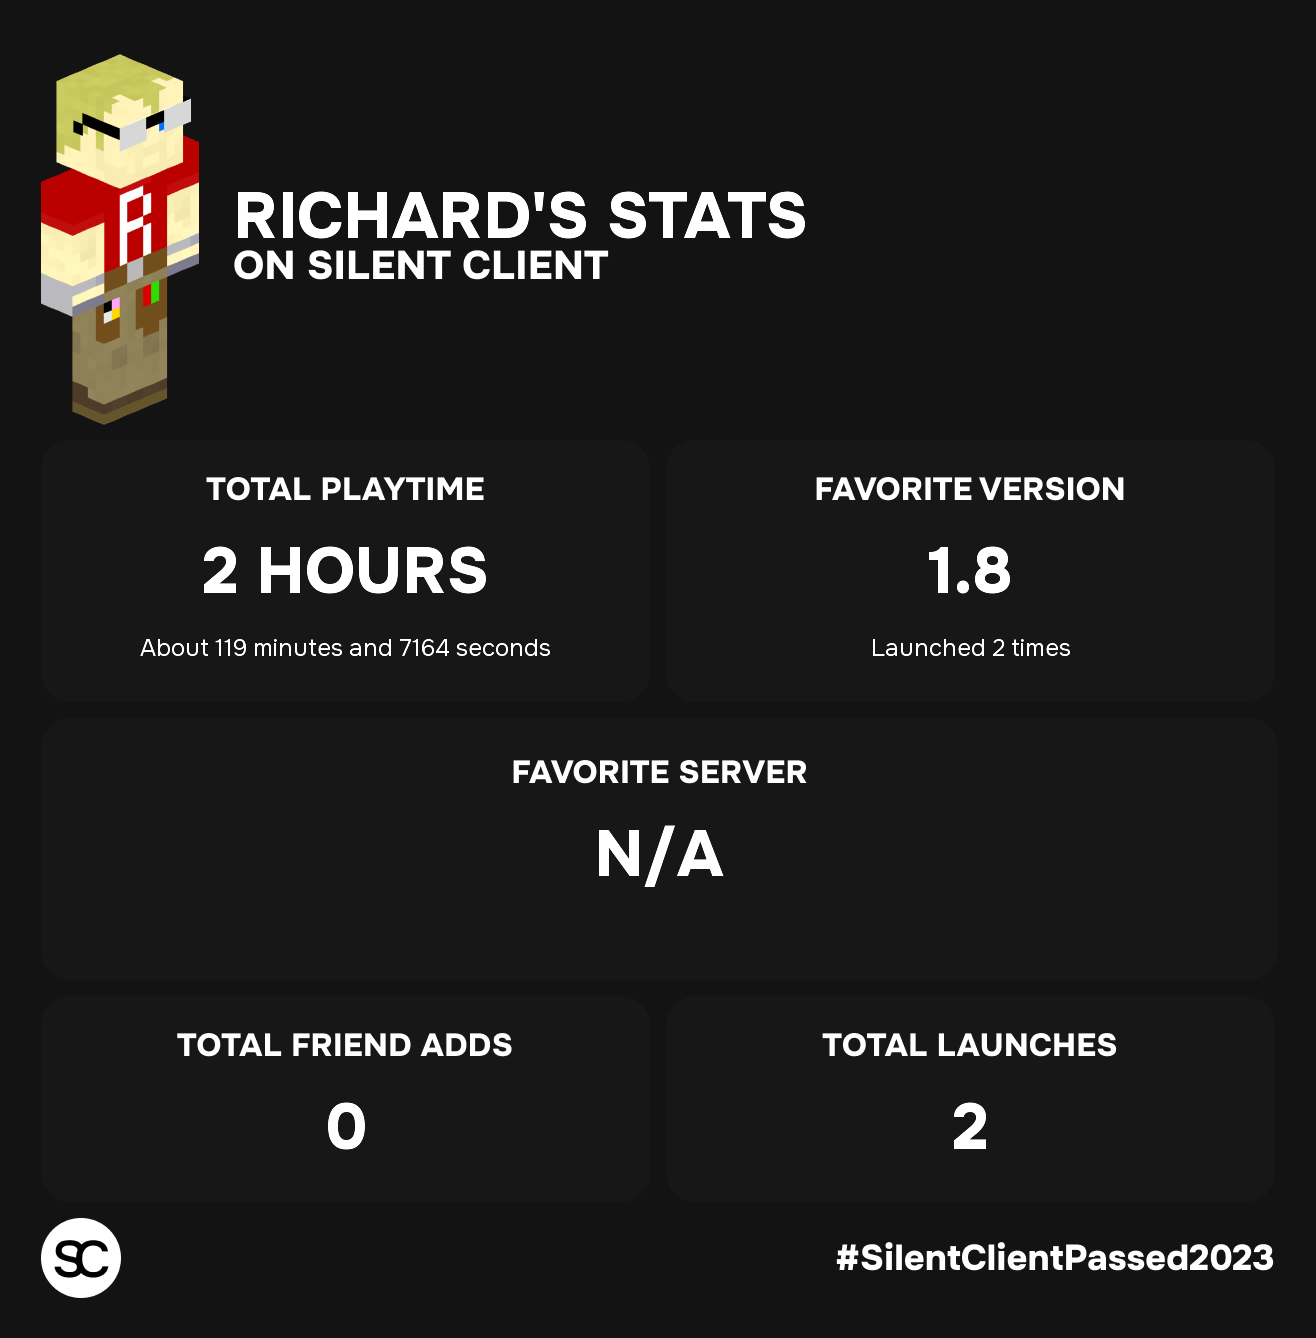 RICHARD'S STATS
ON SILENT CLIENT
TOTAL PLAYTIME
2 HOURS
About 119 minutes and 7164 seconds
FAVORITE VERSION
1.8
Launched 2 times
FAVORITE SERVER
N/A
TOTAL FRIEND ADDS
0
TOTAL LAUNCHES
2
SC
#SilentClientPassed2023